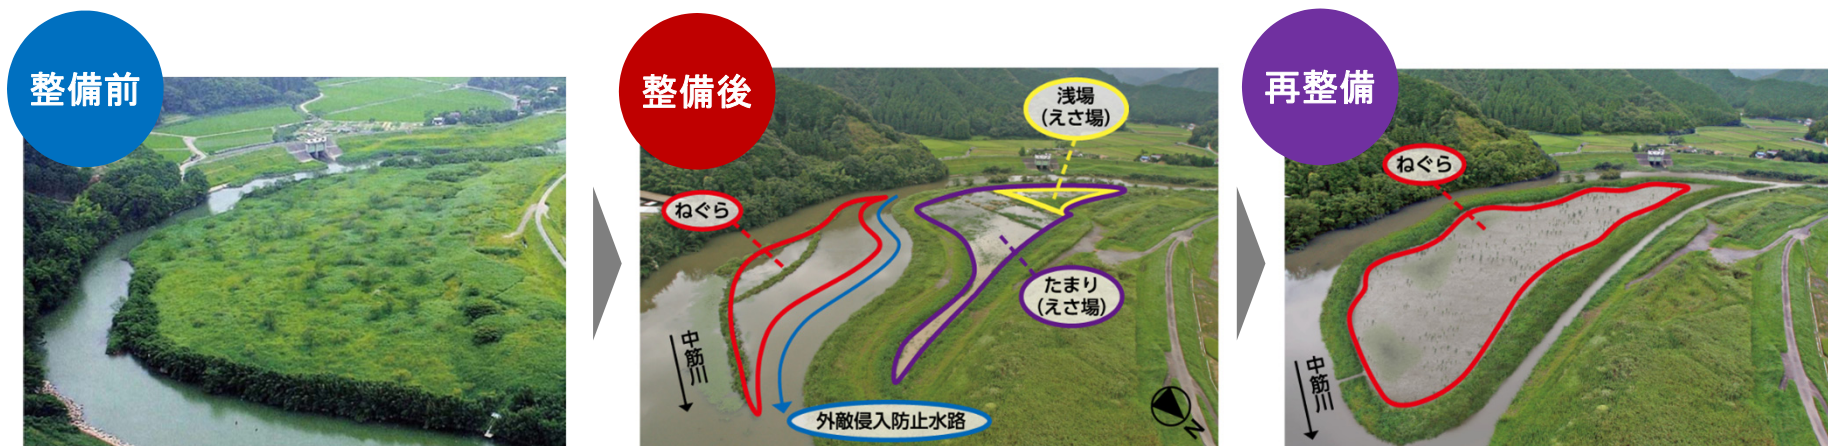 整備前
整備後
浅場
(えさ場)
ねぐら
たまり
(えさ場)
中筋川
外敵侵入防止水路
N
再整備
ねぐら
中筋川